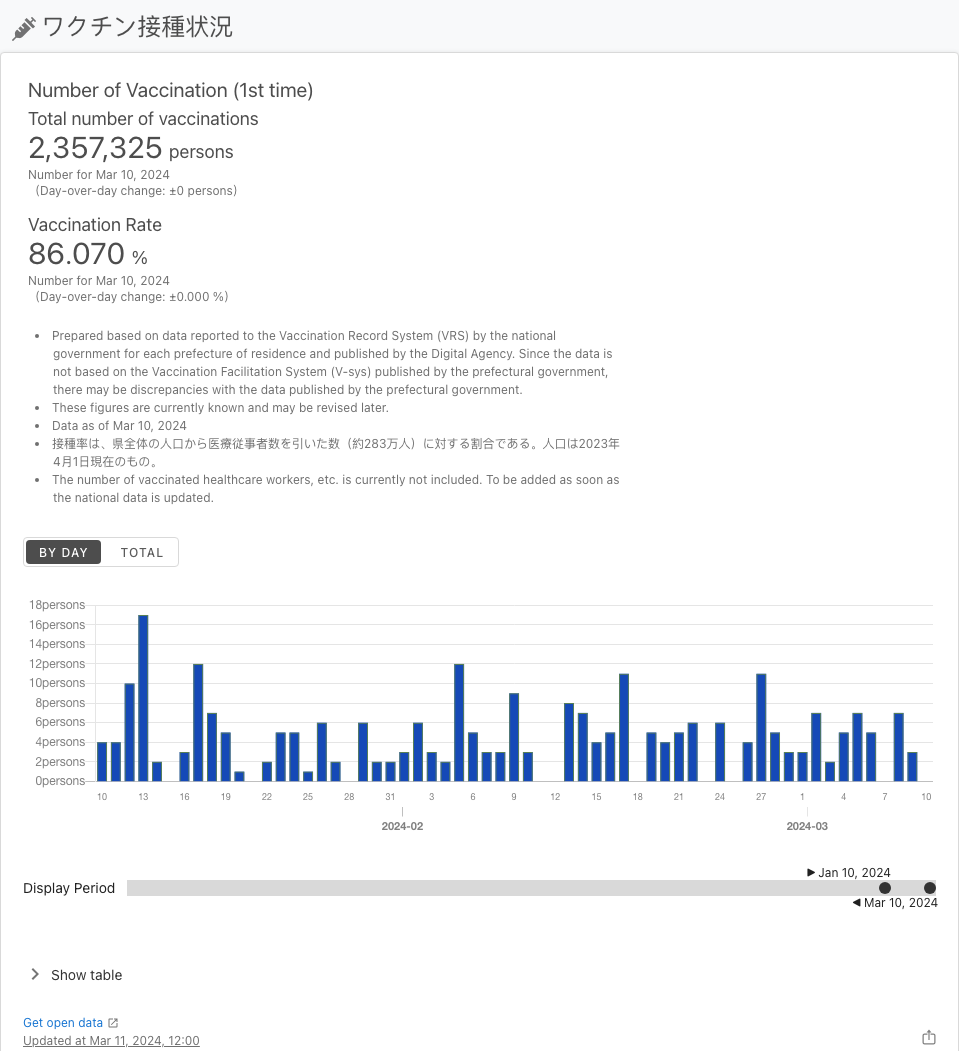 ワクチン接種状況
Number of Vaccination (1st time)
Total number of vaccinations
2,357,325 persons
Number for Mar 10, 2024
(Day-over-day change: ±0 persons)
Vaccination Rate
86.070 %
Number for Mar 10, 2024
(Day-over-day change: ±0.000 %)
• Prepared based on data reported to the Vaccination Record System (VRS) by the national
government for each prefecture of residence and published by the Digital Agency. Since the data is
not based on the Vaccination Facilitation System (V-sys) published by the prefectural government,
there may be discrepancies with the data published by the prefectural government.
• These figures are currently known and may be revised later.
• Data as of Mar 10, 2024
• 接種率は、県全体の人口から医療従事者数を引いた数（約283万人）に対する割合である。人口は2023年
4月1日現在のもの。
• The number of vaccinated healthcare workers, etc. is currently not included. To be added as soon as
the national data is updated.
BY DAY TOTAL
18persons
16persons
14persons
12persons
10persons
8persons
6persons
4persons
2persons
0persons
10 13 16 19 22 25 28 31 3 6 9 12 15 18 21 24 27 1 4 7 10
2024-02 2024-03
▶ Jan 10, 2024
Display Period
◀ Mar 10, 2024
Show table
Get open data
Updated at Mar 11, 2024, 12:00